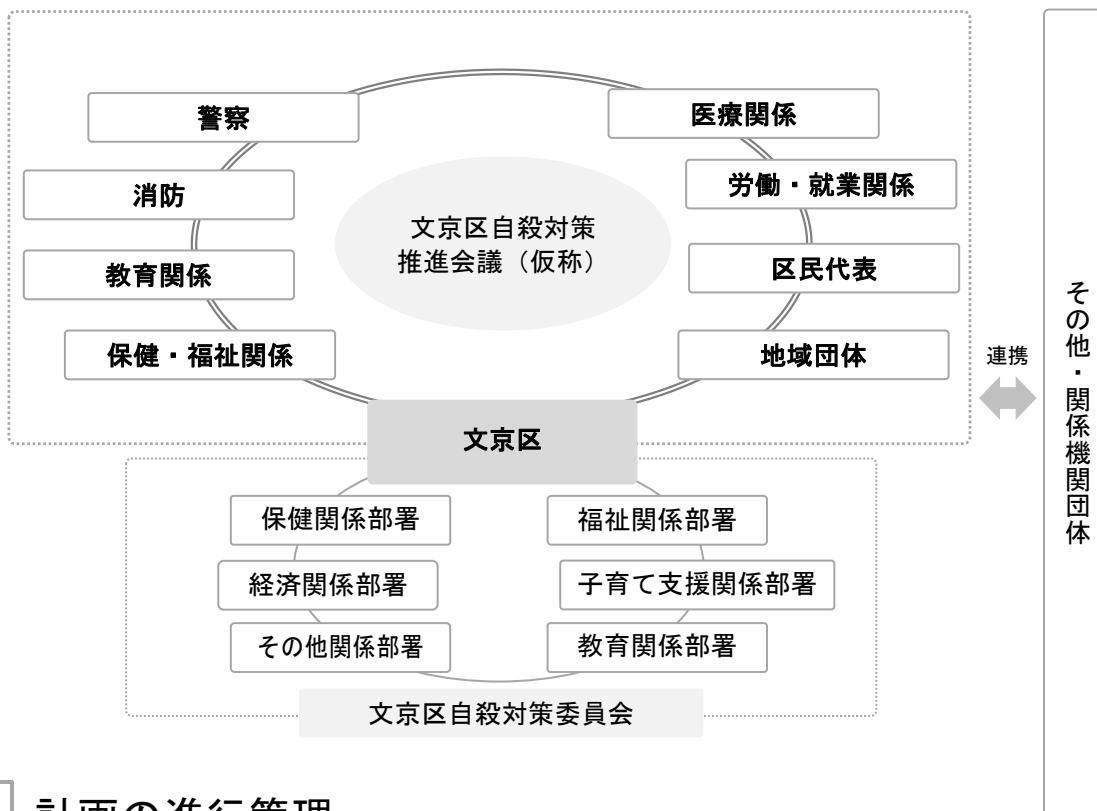 警察
医療関係
消防
労働・就業関係
文京区自殺対策
推進会議（仮称）
教育関係
区民代表
保健・福祉関係
地域団体
連携
その他・関係機関団体
文京区
保健関係部署
福祉関係部署
経済関係部署
子育て支援関係部署
その他関係部署
教育関係部署
文京区自殺対策委員会
計画の進行管理